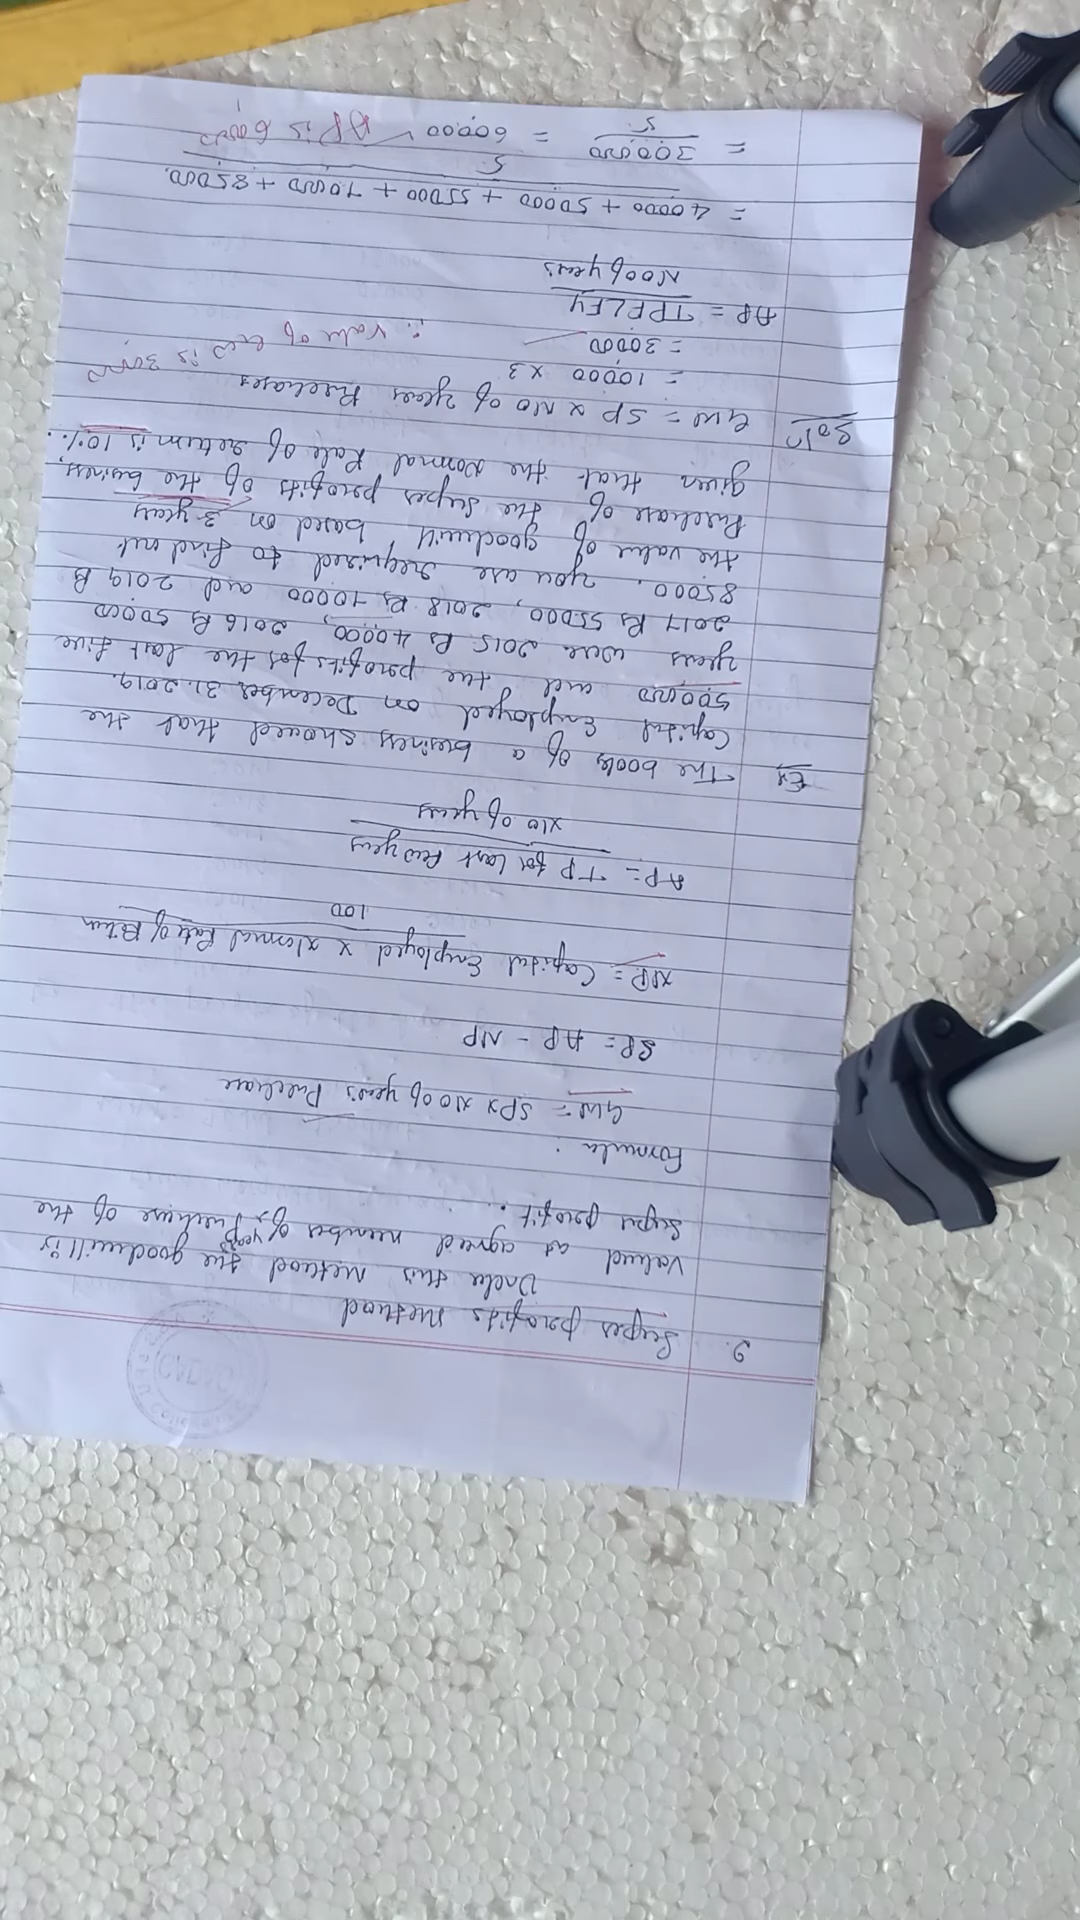 2. Super profits Method
Under this method the goodwill is
valued at agreed number of year's Purchase of the
Super profit.
Formula:
GW = SP x No of year's Purchase
SP = AP - NP
NP = Capital Employed x Normal Rate of Return
100
AP = TP for Last Few years
No of years
Ex The books of a business showed that the
Capital Employed on December 31. 2019.
500000 and the profits for the last five
years were 2015 Rs 40000, 2016 Rs 50000
2017 Rs 55000, 2018 Rs 70000 and 2019 Rs
85000. you are required to find out
the value of goodwill based on 3 years
Purchase of the super profits of the business,
given that the normal Rate of return is 10%.
Soln GW = SP x No of years Purchases
= 10000 x 3 ∴ Value of GW is 30000
= 30000
AP = TPFLFY
No of years
= 40000 + 50000 + 55000 + 70000 + 85000.
5
= 300000 = 60000 AP is 60000
5